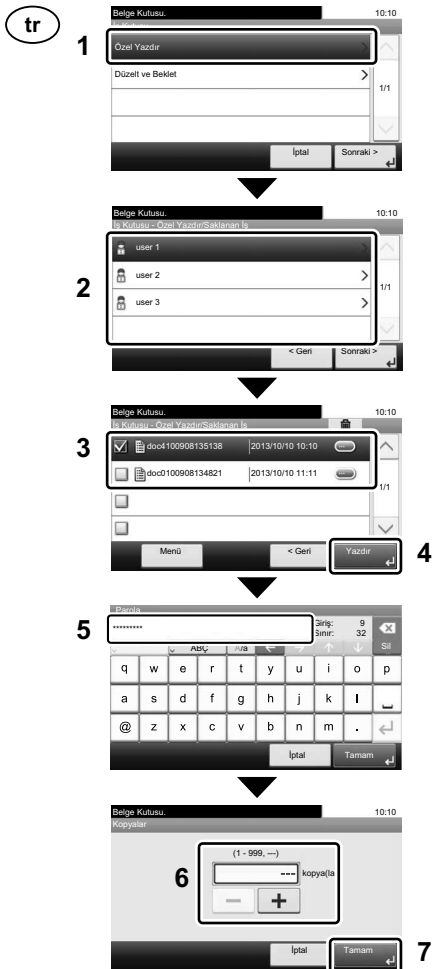 tr
Belge Kutusu. 10:10
İş Kutusu
1
Özel Yazdır
Düzelt ve Beklet
1/1
İptal Sonraki >
Belge Kutusu. 10:10
İş Kutusu - Özel Yazdır/Saklanan İş
2
user 1
user 2
user 3
1/1
< Geri Sonraki >
Belge Kutusu. 10:10
İş Kutusu - Özel Yazdır/Saklanan İş
3
doc4100908135138 2013/10/10 10:10
doc0100908134821 2013/10/10 11:11
1/1
Menü < Geri Yazdır 4
Parola
5
********* Giriş: 9
Sınır: 32
ABÇ A/a Sil
q w e r t y u i o p
a s d f g h j k l
@ z x c v b n m .
İptal Tamam
Belge Kutusu. 10:10
Kopyalar
(1 - 999, ---)
6
--- kopya(la
İptal Tamam 7